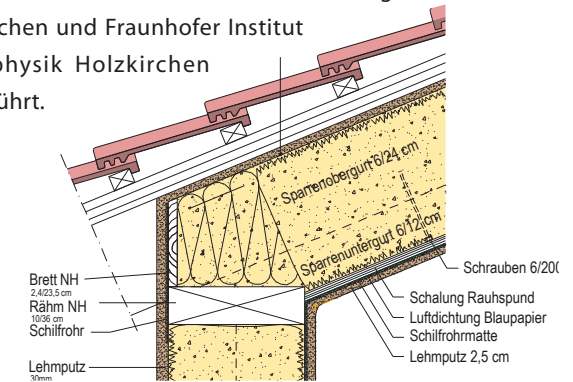 chen und Fraunhofer Institut
physik Holzkirchen
ührt.
Sparrenobergurt 6/24 cm
Sparrenuntergurt 6/12 cm
Brett NH
2,4/23,5 cm
Rähm NH
10/36 cm
Schilfrohr
Lehmputz
30mm
Schrauben 6/200
Schalung Rauhspund
Luftdichtung Blaupapier
Schilfrohrmatte
Lehmputz 2,5 cm